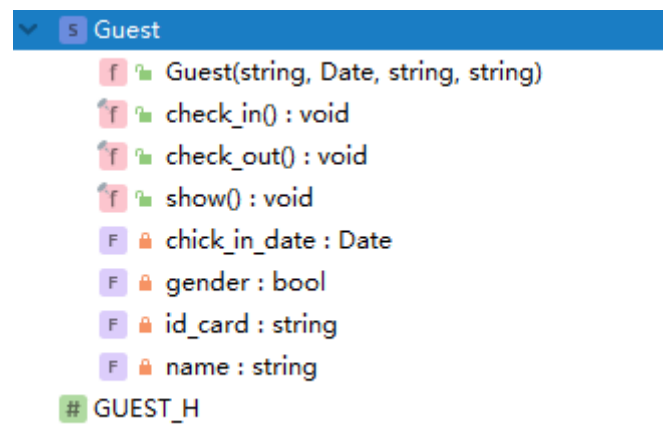 S Guest
f Guest(string, Date, string, string)
f check_in() : void
f check_out() : void
f show() : void
F chick_in_date : Date
F gender : bool
F id_card : string
F name : string
# GUEST_H